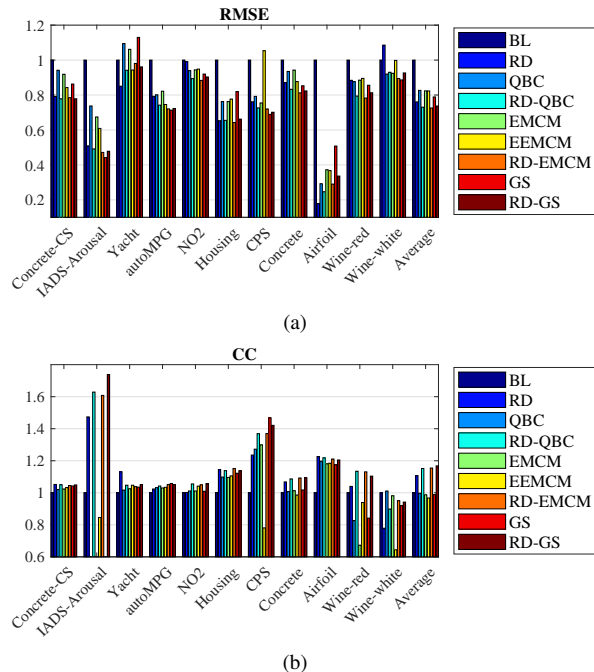 RMSE
1.2
1
0.8
0.6
0.4
0.2
Concrete-CS
IADS-Arousal
Yacht
autoMPG
NO2
Housing
CPS
Concrete
Airfoil
Wine-red
Wine-white
Average
BL
RD
QBC
RD-QBC
EMCM
EEMCM
RD-EMCM
GS
RD-GS
(a)
CC
1.6
1.4
1.2
1
0.8
0.6
Concrete-CS
IADS-Arousal
Yacht
autoMPG
NO2
Housing
CPS
Concrete
Airfoil
Wine-red
Wine-white
Average
BL
RD
QBC
RD-QBC
EMCM
EEMCM
RD-EMCM
GS
RD-GS
(b)